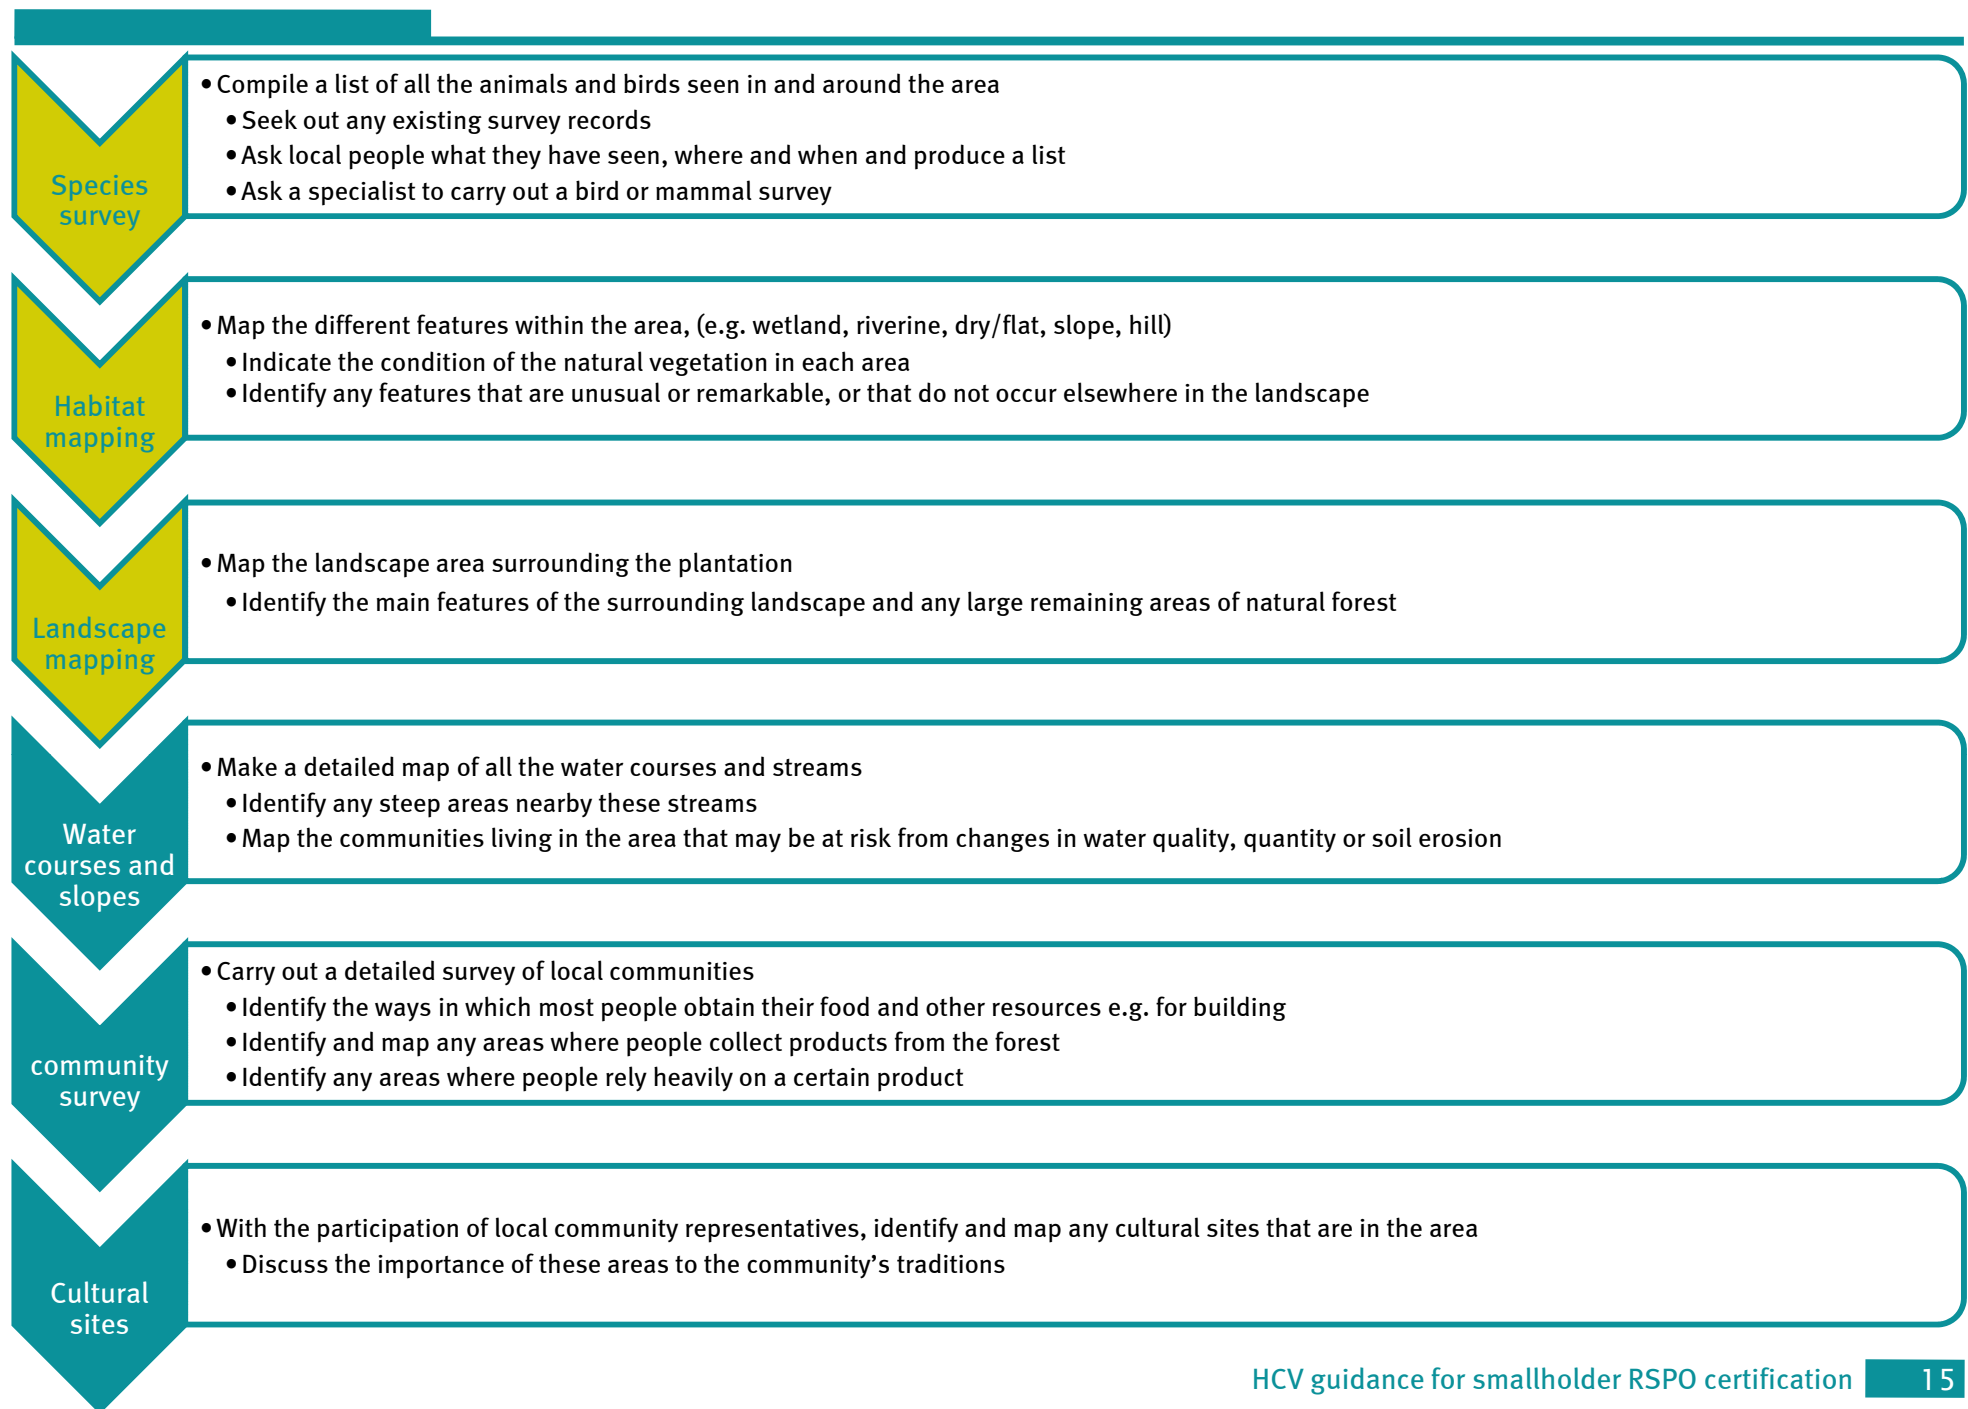 Species
survey
• Compile a list of all the animals and birds seen in and around the area
• Seek out any existing survey records
• Ask local people what they have seen, where and when and produce a list
• Ask a specialist to carry out a bird or mammal survey
Habitat
mapping
• Map the different features within the area, (e.g. wetland, riverine, dry/flat, slope, hill)
• Indicate the condition of the natural vegetation in each area
• Identify any features that are unusual or remarkable, or that do not occur elsewhere in the landscape
Landscape
mapping
• Map the landscape area surrounding the plantation
• Identify the main features of the surrounding landscape and any large remaining areas of natural forest
Water
courses and
slopes
• Make a detailed map of all the water courses and streams
• Identify any steep areas nearby these streams
• Map the communities living in the area that may be at risk from changes in water quality, quantity or soil erosion
community
survey
• Carry out a detailed survey of local communities
• Identify the ways in which most people obtain their food and other resources e.g. for building
• Identify and map any areas where people collect products from the forest
• Identify any areas where people rely heavily on a certain product
Cultural
sites
• With the participation of local community representatives, identify and map any cultural sites that are in the area
• Discuss the importance of these areas to the community’s traditions
HCV guidance for smallholder RSPO certification 15